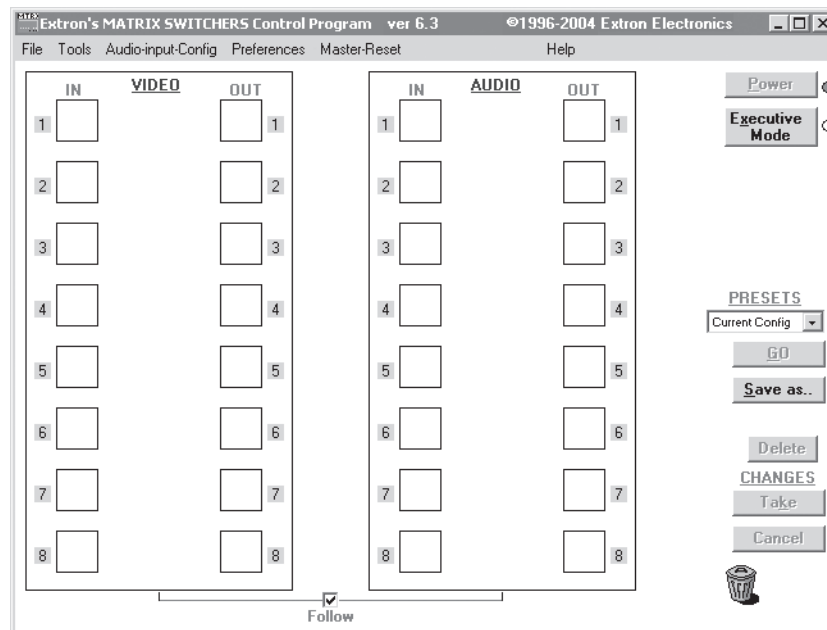 MTRX Extron's MATRIX SWITCHERS Control Program ver 6.3 ©1996-2004 Extron Electronics
File Tools Audio-input-Config Preferences Master-Reset Help
IN VIDEO OUT IN AUDIO OUT
1 1 1 1
2 2 2 2
3 3 3 3
4 4 4 4
5 5 5 5
6 6 6 6
7 7 7 7
8 8 8 8
Follow
Power
Executive
Mode
PRESETS
Current Config
GO
Save as..
Delete
CHANGES
Take
Cancel